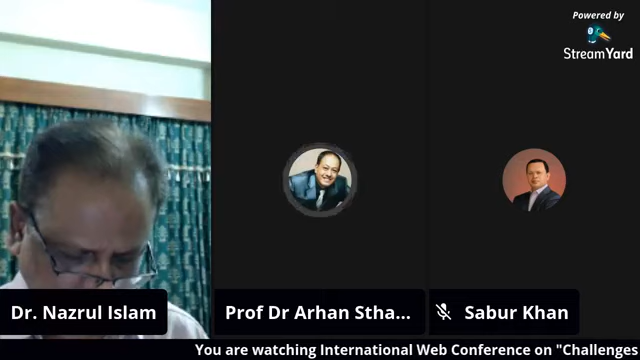 Powered by
StreamYard
Dr. Nazrul Islam
Prof Dr Arhan Stha...
Sabur Khan
You are watching International Web Conference on "Challenges